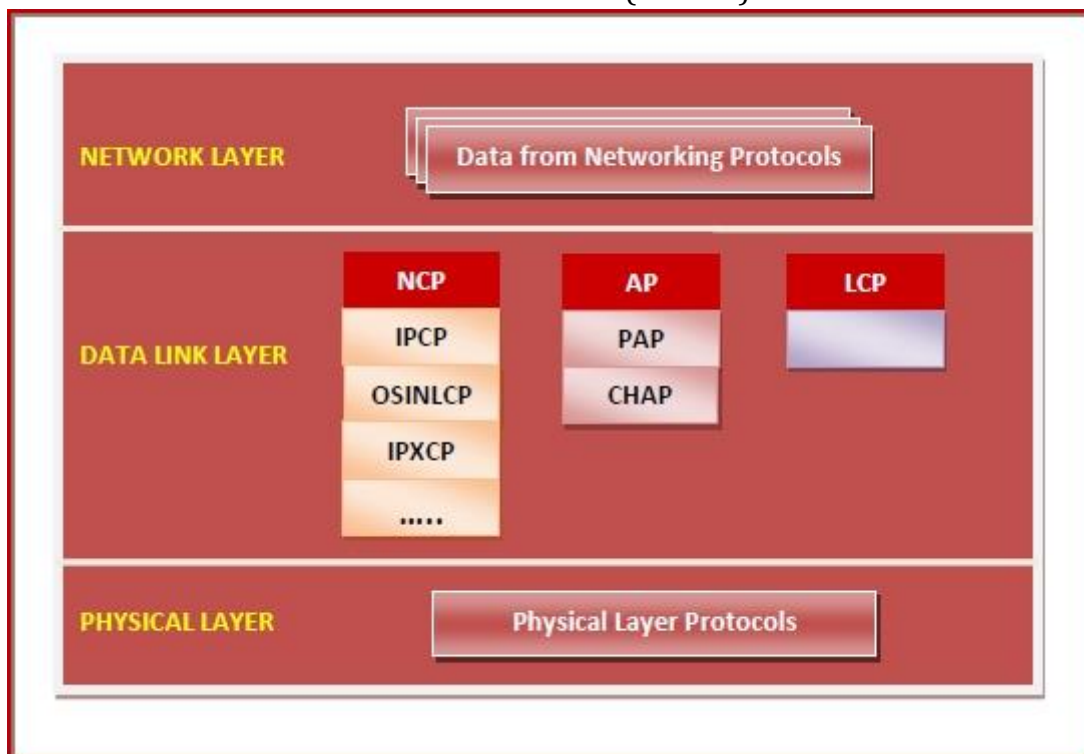 NETWORK LAYER
Data from Networking Protocols
DATA LINK LAYER
NCP
IPCP
OSINLCP
IPXCP
.....
AP
PAP
CHAP
LCP
PHYSICAL LAYER
Physical Layer Protocols